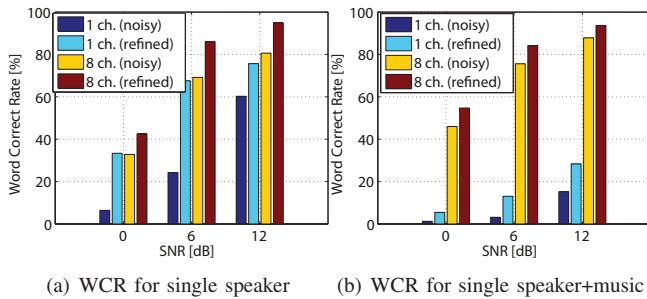 1 ch. (noisy)
1 ch. (refined)
8 ch. (noisy)
8 ch. (refined)
Word Correct Rate [%]
100
80
60
40
20
0
0 6 12
SNR [dB]
(a) WCR for single speaker
1 ch. (noisy)
1 ch. (refined)
8 ch. (noisy)
8 ch. (refined)
Word Correct Rate [%]
100
80
60
40
20
0
0 6 12
SNR [dB]
(b) WCR for single speaker+music